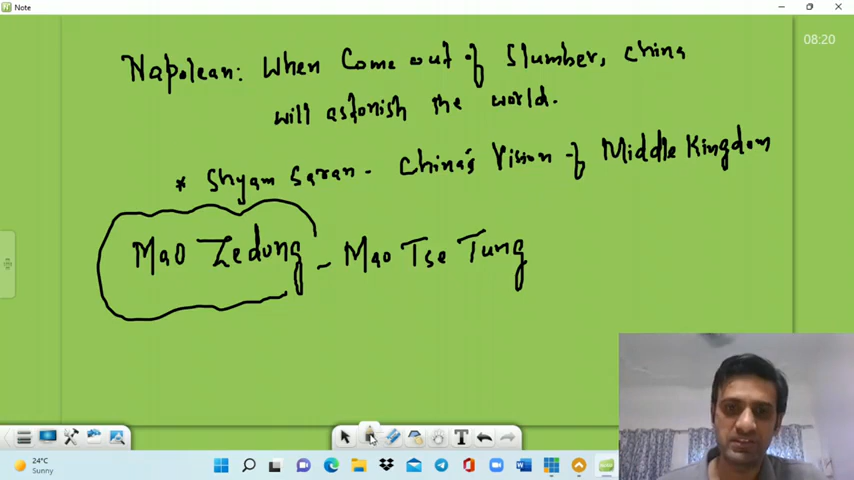 Note
08:20
Napolean: When Come out of Slumber, China
will astonish the world.
* Shyam Saran - China's Vision of Middle Kingdom
Mao Zedong - Mao Tse Tung
24°C
Sunny